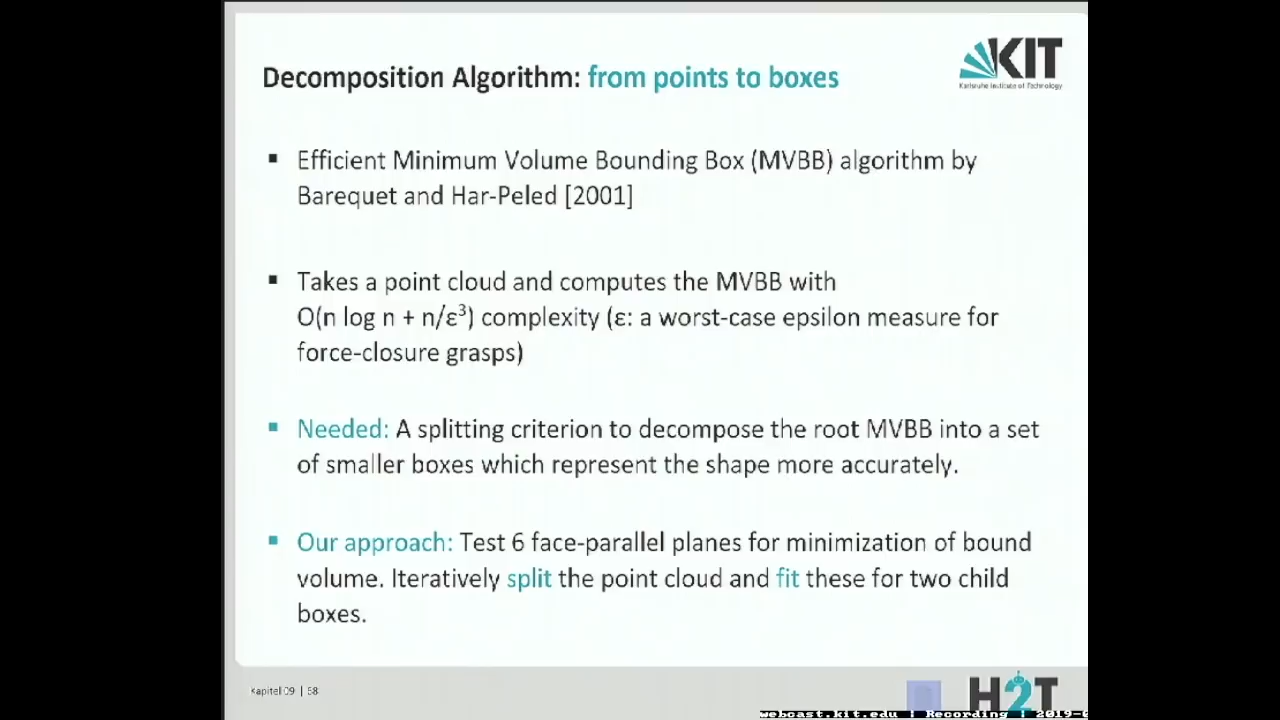 Decomposition Algorithm: from points to boxes
KIT
Karlsruhe Institute of Technology
▪ Efficient Minimum Volume Bounding Box (MVBB) algorithm by
Barequet and Har-Peled [2001]
▪ Takes a point cloud and computes the MVBB with
O(n log n + n/ε³) complexity (ε: a worst-case epsilon measure for
force-closure grasps)
▪ Needed: A splitting criterion to decompose the root MVBB into a set
of smaller boxes which represent the shape more accurately.
▪ Our approach: Test 6 face-parallel planes for minimization of bound
volume. Iteratively split the point cloud and fit these for two child
boxes.
Kapitel 09 | 58
H2T
webcast.kit.edu | Recording | 2019-